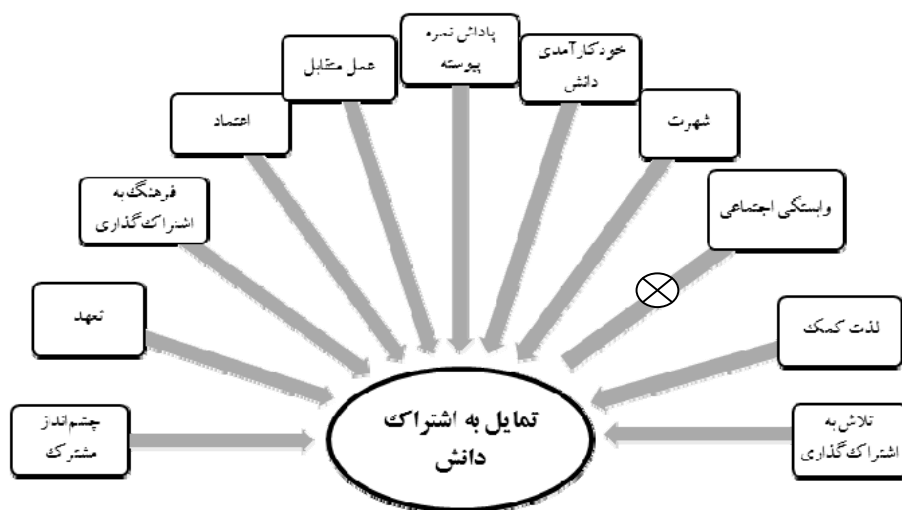 پاداش نمره
پیوسته
خودکارآمدی
دانش
عمل متقابل
شهرت
اعتماد
وابستگی اجتماعی
فرهنگ به
اشتراک‌گذاری
لذت کمک
تعهد
تلاش به
اشتراک‌گذاری
چشم‌انداز
مشترک
تمایل به اشتراک
دانش